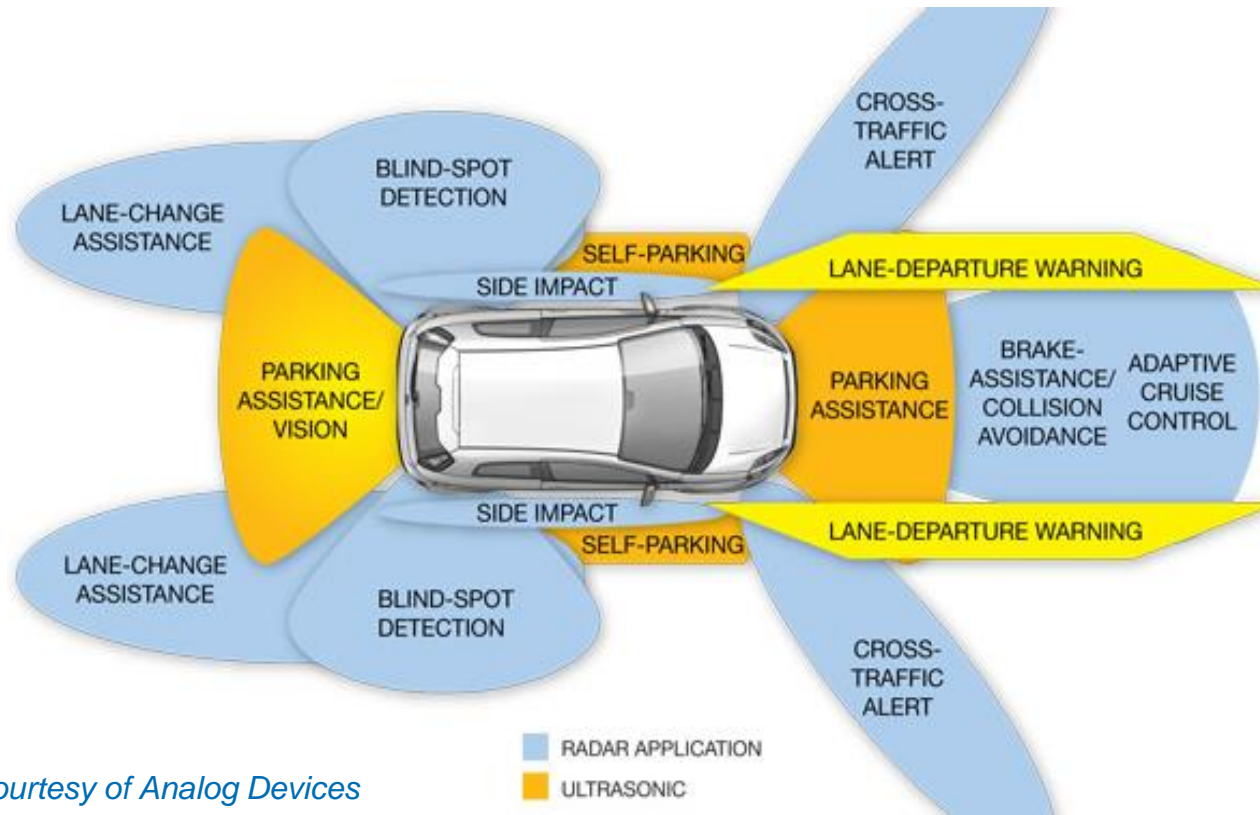 CROSS-
TRAFFIC
ALERT
BLIND-SPOT
DETECTION
LANE-CHANGE
ASSISTANCE
SELF-PARKING
LANE-DEPARTURE WARNING
SIDE IMPACT
PARKING
ASSISTANCE/
VISION
PARKING
ASSISTANCE
BRAKE-
ASSISTANCE/
COLLISION
AVOIDANCE
ADAPTIVE
CRUISE
CONTROL
SIDE IMPACT
LANE-DEPARTURE WARNING
SELF-PARKING
LANE-CHANGE
ASSISTANCE
BLIND-SPOT
DETECTION
CROSS-
TRAFFIC
ALERT
RADAR APPLICATION
ULTRASONIC
ourtesy of Analog Devices